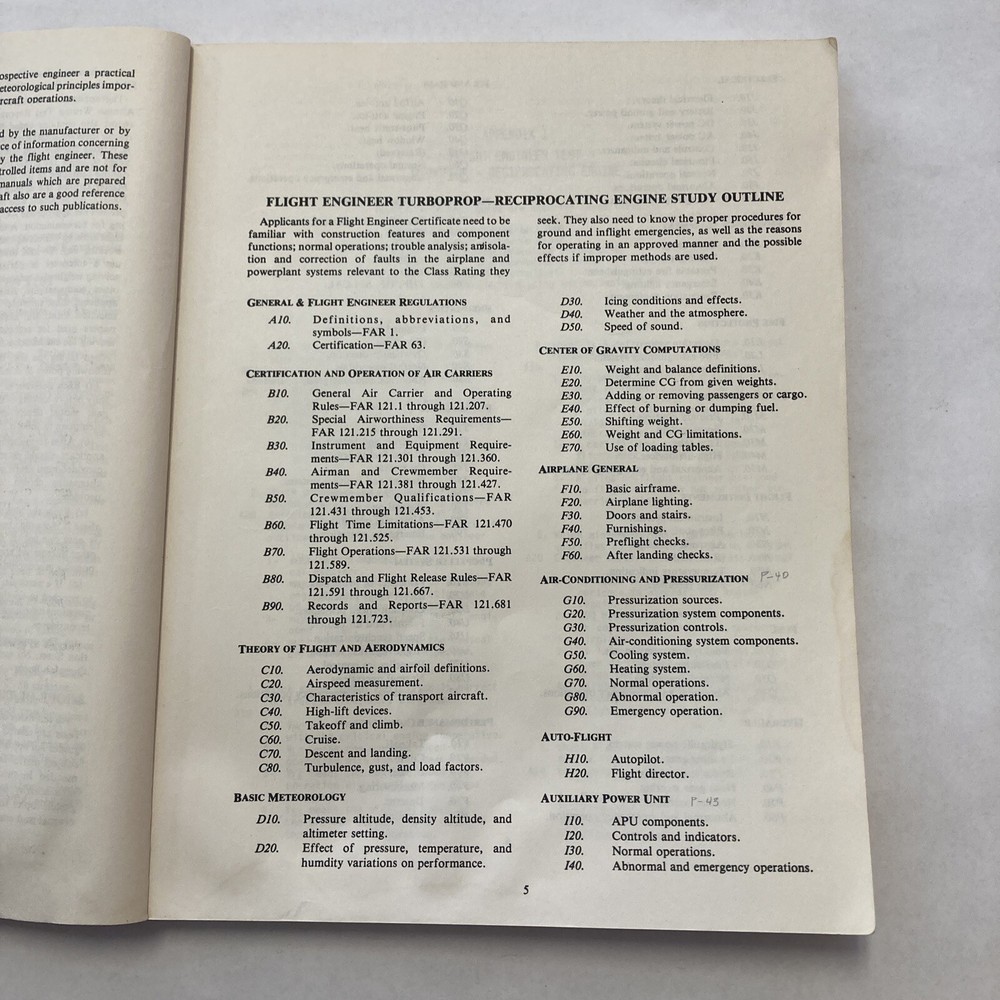 ospective engineer a practical
eteorological principles impor-
rcraft operations.
d by the manufacturer or by
ce of information concerning
y the flight engineer. These
trolled items and are not for
manuals which are prepared
aft also are a good reference
access to such publications.
FLIGHT ENGINEER TURBOPROP—RECIPROCATING ENGINE STUDY OUTLINE
Applicants for a Flight Engineer Certificate need to be
familiar with construction features and component
functions; normal operations; trouble analysis; and isola-
tion and correction of faults in the airplane and
powerplant systems relevant to the Class Rating they
seek. They also need to know the proper procedures for
ground and inflight emergencies, as well as the reasons
for operating in an approved manner and the possible
effects if improper methods are used.
GENERAL & FLIGHT ENGINEER REGULATIONS
A10. Definitions, abbreviations, and
symbols—FAR 1.
A20. Certification—FAR 63.
CERTIFICATION AND OPERATION OF AIR CARRIERS
B10. General Air Carrier and Operating
Rules—FAR 121.1 through 121.207.
B20. Special Airworthiness Requirements—
FAR 121.215 through 121.291.
B30. Instrument and Equipment Require-
ments—FAR 121.301 through 121.360.
B40. Airman and Crewmember Require-
ments—FAR 121.381 through 121.427.
B50. Crewmember Qualifications—FAR
121.431 through 121.453.
B60. Flight Time Limitations—FAR 121.470
through 121.525.
B70. Flight Operations—FAR 121.531 through
121.589.
B80. Dispatch and Flight Release Rules—FAR
121.591 through 121.667.
B90. Records and Reports—FAR 121.681
through 121.723.
THEORY OF FLIGHT AND AERODYNAMICS
C10. Aerodynamic and airfoil definitions.
C20. Airspeed measurement.
C30. Characteristics of transport aircraft.
C40. High-lift devices.
C50. Takeoff and climb.
C60. Cruise.
C70. Descent and landing.
C80. Turbulence, gust, and load factors.
BASIC METEOROLOGY
D10. Pressure altitude, density altitude, and
altimeter setting.
D20. Effect of pressure, temperature, and
humidity variations on performance.
D30. Icing conditions and effects.
D40. Weather and the atmosphere.
D50. Speed of sound.
CENTER OF GRAVITY COMPUTATIONS
E10. Weight and balance definitions.
E20. Determine CG from given weights.
E30. Adding or removing passengers or cargo.
E40. Effect of burning or dumping fuel.
E50. Shifting weight.
E60. Weight and CG limitations.
E70. Use of loading tables.
AIRPLANE GENERAL
F10. Basic airframe.
F20. Airplane lighting.
F30. Doors and stairs.
F40. Furnishings.
F50. Preflight checks.
F60. After landing checks.
AIR-CONDITIONING AND PRESSURIZATION P-40
G10. Pressurization sources.
G20. Pressurization system components.
G30. Pressurization controls.
G40. Air-conditioning system components.
G50. Cooling system.
G60. Heating system.
G70. Normal operations.
G80. Abnormal operation.
G90. Emergency operation.
AUTO-FLIGHT
H10. Autopilot.
H20. Flight director.
AUXILIARY POWER UNIT P-43
I10. APU components.
I20. Controls and indicators.
I30. Normal operations.
I40. Abnormal and emergency operations.
5